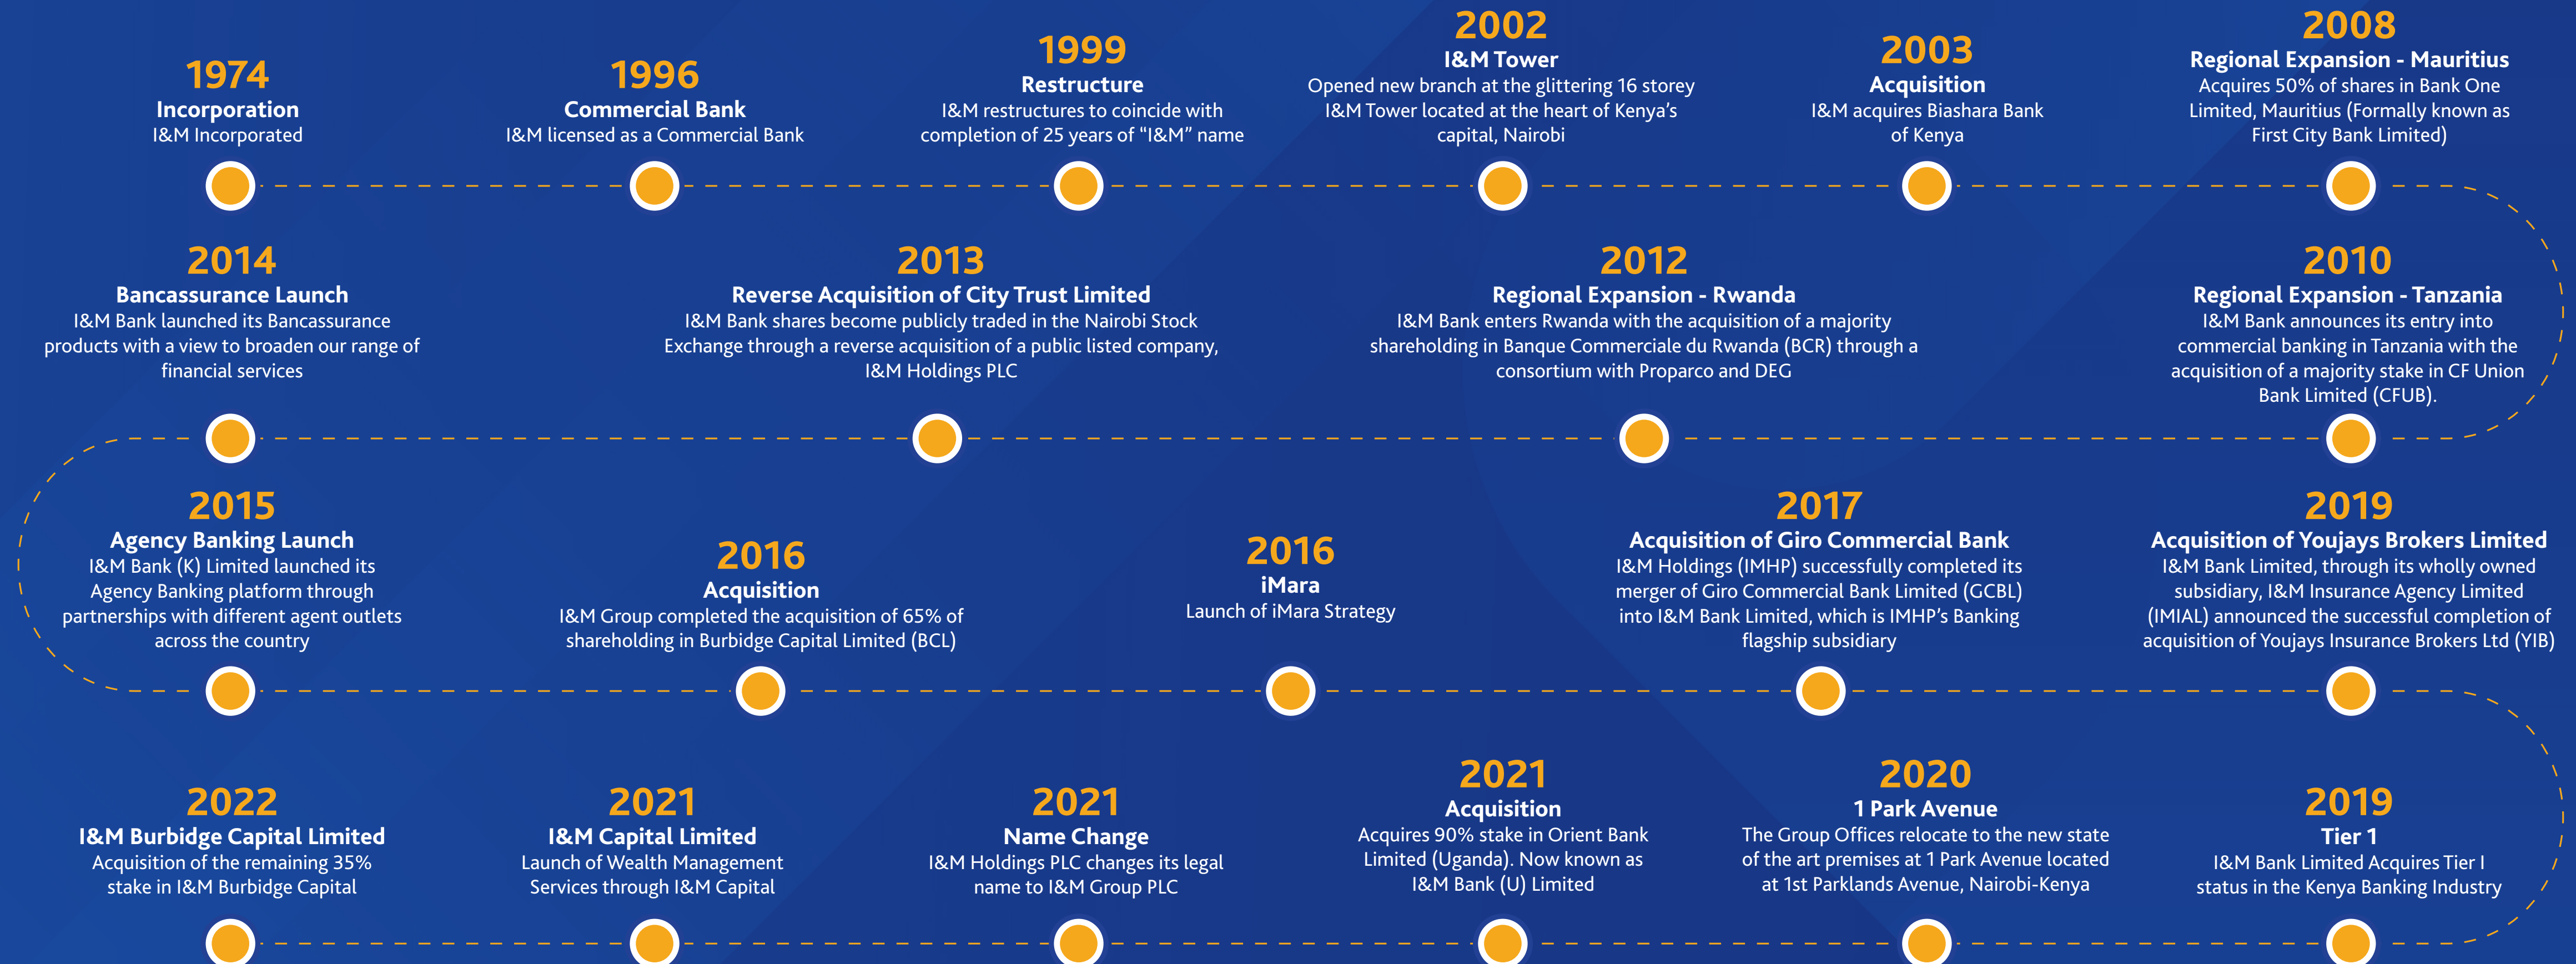 1974
Incorporation
I&M Incorporated
1996
Commercial Bank
I&M licensed as a Commercial Bank
1999
Restructure
I&M restructures to coincide with
completion of 25 years of “I&M” name
2002
I&M Tower
Opened new branch at the glittering 16 storey
I&M Tower located at the heart of Kenya’s
capital, Nairobi
2003
Acquisition
I&M acquires Biashara Bank
of Kenya
2008
Regional Expansion - Mauritius
Acquires 50% of shares in Bank One
Limited, Mauritius (Formally known as
First City Bank Limited)
2010
Regional Expansion - Tanzania
I&M Bank announces its entry into
commercial banking in Tanzania with the
acquisition of a majority stake in CF Union
Bank Limited (CFUB).
2012
Regional Expansion - Rwanda
I&M Bank enters Rwanda with the acquisition of a majority
shareholding in Banque Commerciale du Rwanda (BCR) through a
consortium with Proparco and DEG
2013
Reverse Acquisition of City Trust Limited
I&M Bank shares become publicly traded in the Nairobi Stock
Exchange through a reverse acquisition of a public listed company,
I&M Holdings PLC
2014
Bancassurance Launch
I&M Bank launched its Bancassurance
products with a view to broaden our range of
financial services
2015
Agency Banking Launch
I&M Bank (K) Limited launched its
Agency Banking platform through
partnerships with different agent outlets
across the country
2016
Acquisition
I&M Group completed the acquisition of 65% of
shareholding in Burbidge Capital Limited (BCL)
2016
iMara
Launch of iMara Strategy
2017
Acquisition of Giro Commercial Bank
I&M Holdings (IMHP) successfully completed its
merger of Giro Commercial Bank Limited (GCBL)
into I&M Bank Limited, which is IMHP’s Banking
flagship subsidiary
2019
Acquisition of Youjays Brokers Limited
I&M Bank Limited, through its wholly owned
subsidiary, I&M Insurance Agency Limited
(IMIAL) announced the successful completion of
acquisition of Youjays Insurance Brokers Ltd (YIB)
2019
Tier 1
I&M Bank Limited Acquires Tier I
status in the Kenya Banking Industry
2020
1 Park Avenue
The Group Offices relocate to the new state
of the art premises at 1 Park Avenue located
at 1st Parklands Avenue, Nairobi-Kenya
2021
Acquisition
Acquires 90% stake in Orient Bank
Limited (Uganda). Now known as
I&M Bank (U) Limited
2021
Name Change
I&M Holdings PLC changes its legal
name to I&M Group PLC
2021
I&M Capital Limited
Launch of Wealth Management
Services through I&M Capital
2022
I&M Burbidge Capital Limited
Acquisition of the remaining 35%
stake in I&M Burbidge Capital